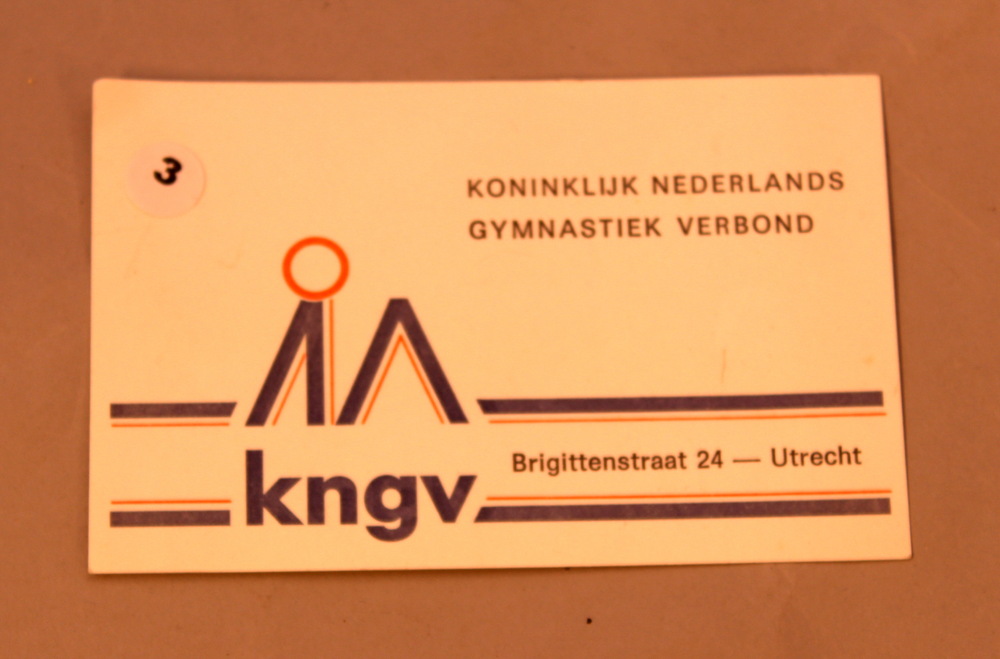 3
KONINKLIJK NEDERLANDS
GYMNASTIEK VERBOND
Brigittenstraat 24 — Utrecht
kngv